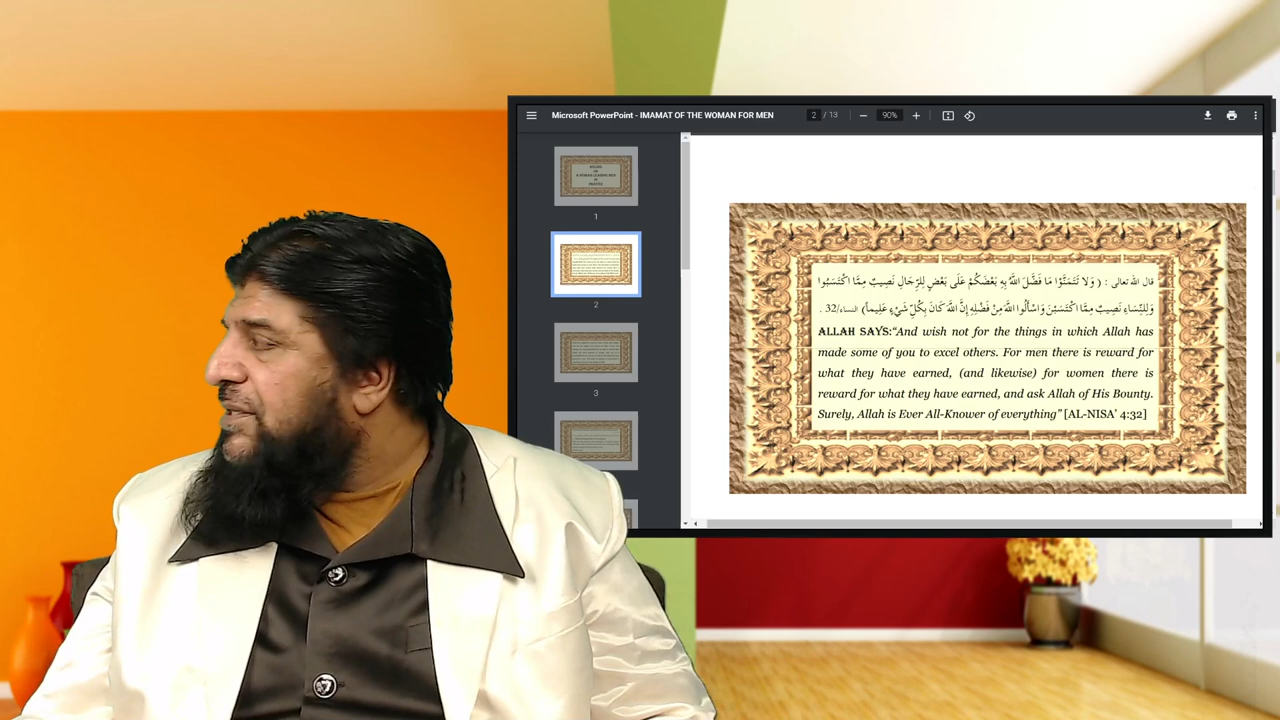 Microsoft PowerPoint - IMAMAT OF THE WOMAN FOR MEN
2 / 13
90%
1
2
3
قال الله تعالى : ( وَلَا تَتَمَنَّوْا مَا فَضَّلَ اللَّهُ بِهِ بَعْضَكُمْ عَلَى بَعْضٍ لِلرِّجَالِ نَصِيبٌ مِمَّا اكْتَسَبُوا
وَلِلنِّسَاءِ نَصِيبٌ مِمَّا اكْتَسَبْنَ وَاسْأَلُوا اللَّهَ مِنْ فَضْلِهِ إِنَّ اللَّهَ كَانَ بِكُلِّ شَيْءٍ عَلِيماً) النساء/32 .
ALLAH SAYS:“And wish not for the things in which Allah has
made some of you to excel others. For men there is reward for
what they have earned, (and likewise) for women there is
reward for what they have earned, and ask Allah of His Bounty.
Surely, Allah is Ever All-Knower of everything” [AL-NISA’ 4:32]